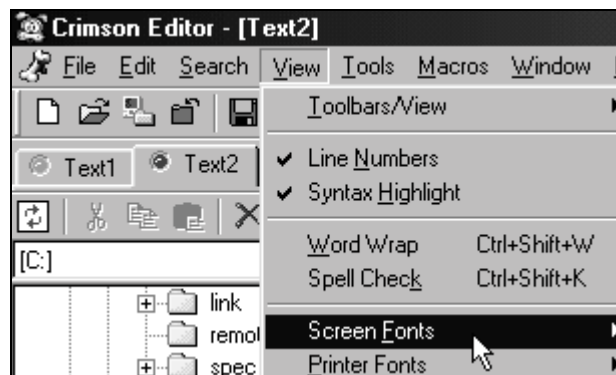 Crimson Editor - [Text2]
File Edit Search View Tools Macros Window
Toolbars/View
Text1 Text2
Line Numbers
Syntax Highlight
Word Wrap Ctrl+Shift+W
[C:]
Spell Check Ctrl+Shift+K
link
remot
Screen Fonts
spec
Printer Fonts